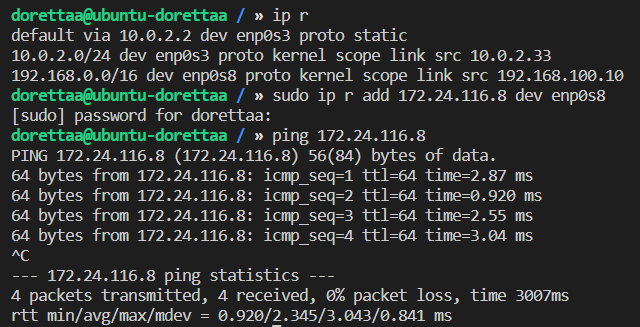 dorettaa@ubuntu-dorettaa / » ip r
default via 10.0.2.2 dev enp0s3 proto static
10.0.2.0/24 dev enp0s3 proto kernel scope link src 10.0.2.33
192.168.0.0/16 dev enp0s8 proto kernel scope link src 192.168.100.10
dorettaa@ubuntu-dorettaa / » sudo ip r add 172.24.116.8 dev enp0s8
[sudo] password for dorettaa:
dorettaa@ubuntu-dorettaa / » ping 172.24.116.8
PING 172.24.116.8 (172.24.116.8) 56(84) bytes of data.
64 bytes from 172.24.116.8: icmp_seq=1 ttl=64 time=2.87 ms
64 bytes from 172.24.116.8: icmp_seq=2 ttl=64 time=0.920 ms
64 bytes from 172.24.116.8: icmp_seq=3 ttl=64 time=2.55 ms
64 bytes from 172.24.116.8: icmp_seq=4 ttl=64 time=3.04 ms
^C
--- 172.24.116.8 ping statistics ---
4 packets transmitted, 4 received, 0% packet loss, time 3007ms
rtt min/avg/max/mdev = 0.920/2.345/3.043/0.841 ms